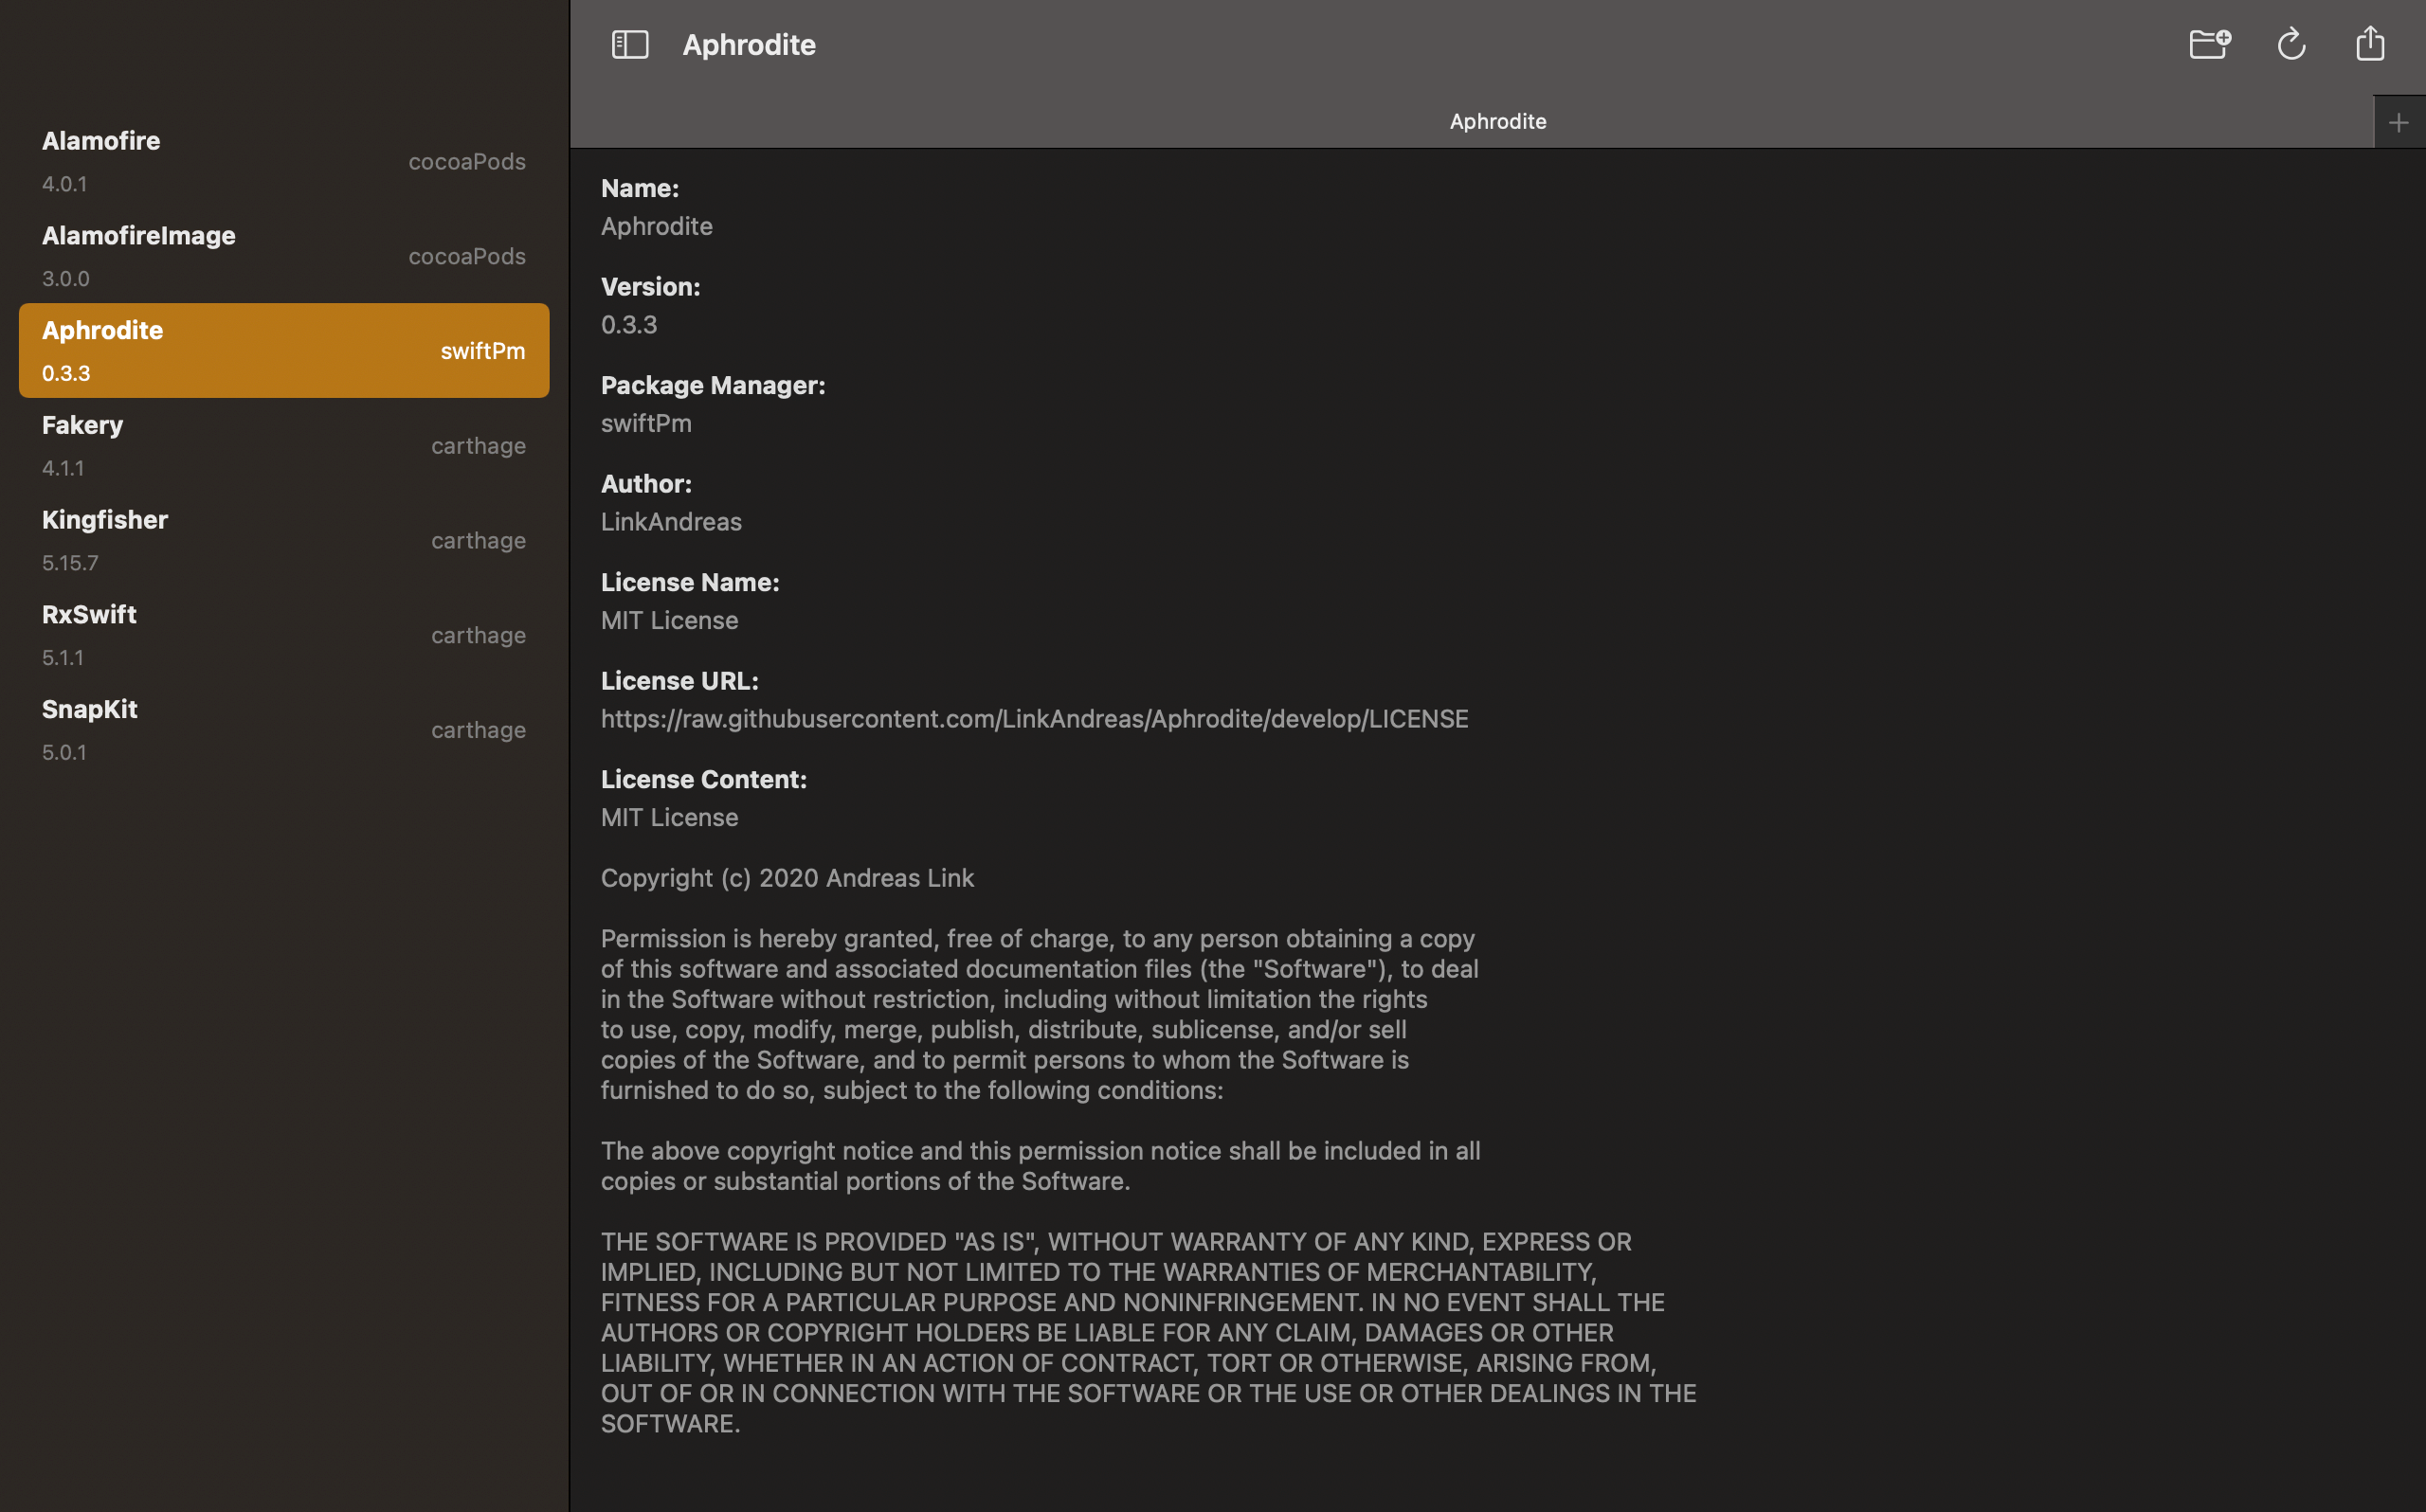 Aphrodite
Aphrodite
Alamofire
4.0.1
cocoaPods
AlamofireImage
3.0.0
cocoaPods
Aphrodite
0.3.3
swiftPm
Fakery
4.1.1
carthage
Kingfisher
5.15.7
carthage
RxSwift
5.1.1
carthage
SnapKit
5.0.1
carthage
Name:
Aphrodite
Version:
0.3.3
Package Manager:
swiftPm
Author:
LinkAndreas
License Name:
MIT License
License URL:
https://raw.githubusercontent.com/LinkAndreas/Aphrodite/develop/LICENSE
License Content:
MIT License
Copyright (c) 2020 Andreas Link
Permission is hereby granted, free of charge, to any person obtaining a copy
of this software and associated documentation files (the "Software"), to deal
in the Software without restriction, including without limitation the rights
to use, copy, modify, merge, publish, distribute, sublicense, and/or sell
copies of the Software, and to permit persons to whom the Software is
furnished to do so, subject to the following conditions:
The above copyright notice and this permission notice shall be included in all
copies or substantial portions of the Software.
THE SOFTWARE IS PROVIDED "AS IS", WITHOUT WARRANTY OF ANY KIND, EXPRESS OR
IMPLIED, INCLUDING BUT NOT LIMITED TO THE WARRANTIES OF MERCHANTABILITY,
FITNESS FOR A PARTICULAR PURPOSE AND NONINFRINGEMENT. IN NO EVENT SHALL THE
AUTHORS OR COPYRIGHT HOLDERS BE LIABLE FOR ANY CLAIM, DAMAGES OR OTHER
LIABILITY, WHETHER IN AN ACTION OF CONTRACT, TORT OR OTHERWISE, ARISING FROM,
OUT OF OR IN CONNECTION WITH THE SOFTWARE OR THE USE OR OTHER DEALINGS IN THE
SOFTWARE.